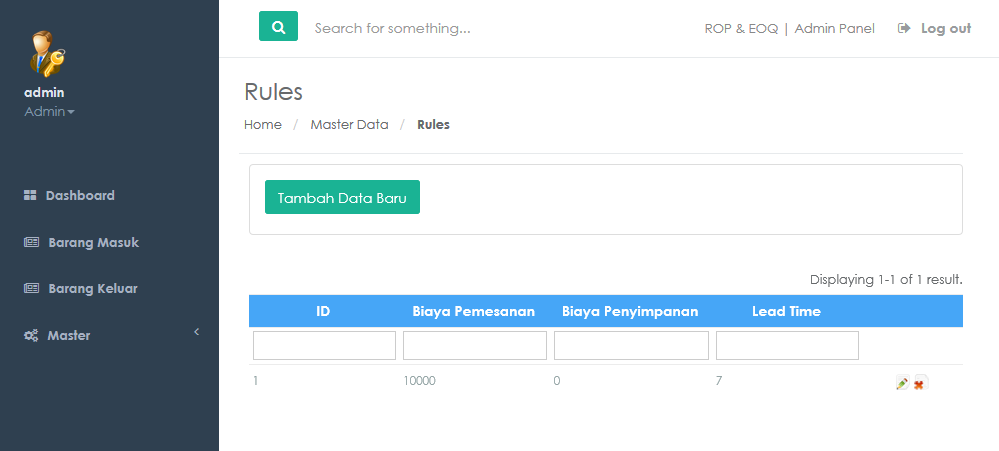 Search for something...
ROP & EOQ | Admin Panel
Log out
admin
Admin
Dashboard
Barang Masuk
Barang Keluar
Master
Rules
Home / Master Data / Rules
Tambah Data Baru
Displaying 1-1 of 1 result.
ID Biaya Pemesanan Biaya Penyimpanan Lead Time
1 10000 0 7